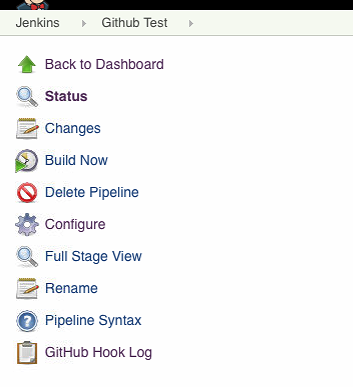 Jenkins Github Test
Back to Dashboard
Status
Changes
Build Now
Delete Pipeline
Configure
Full Stage View
Rename
Pipeline Syntax
GitHub Hook Log